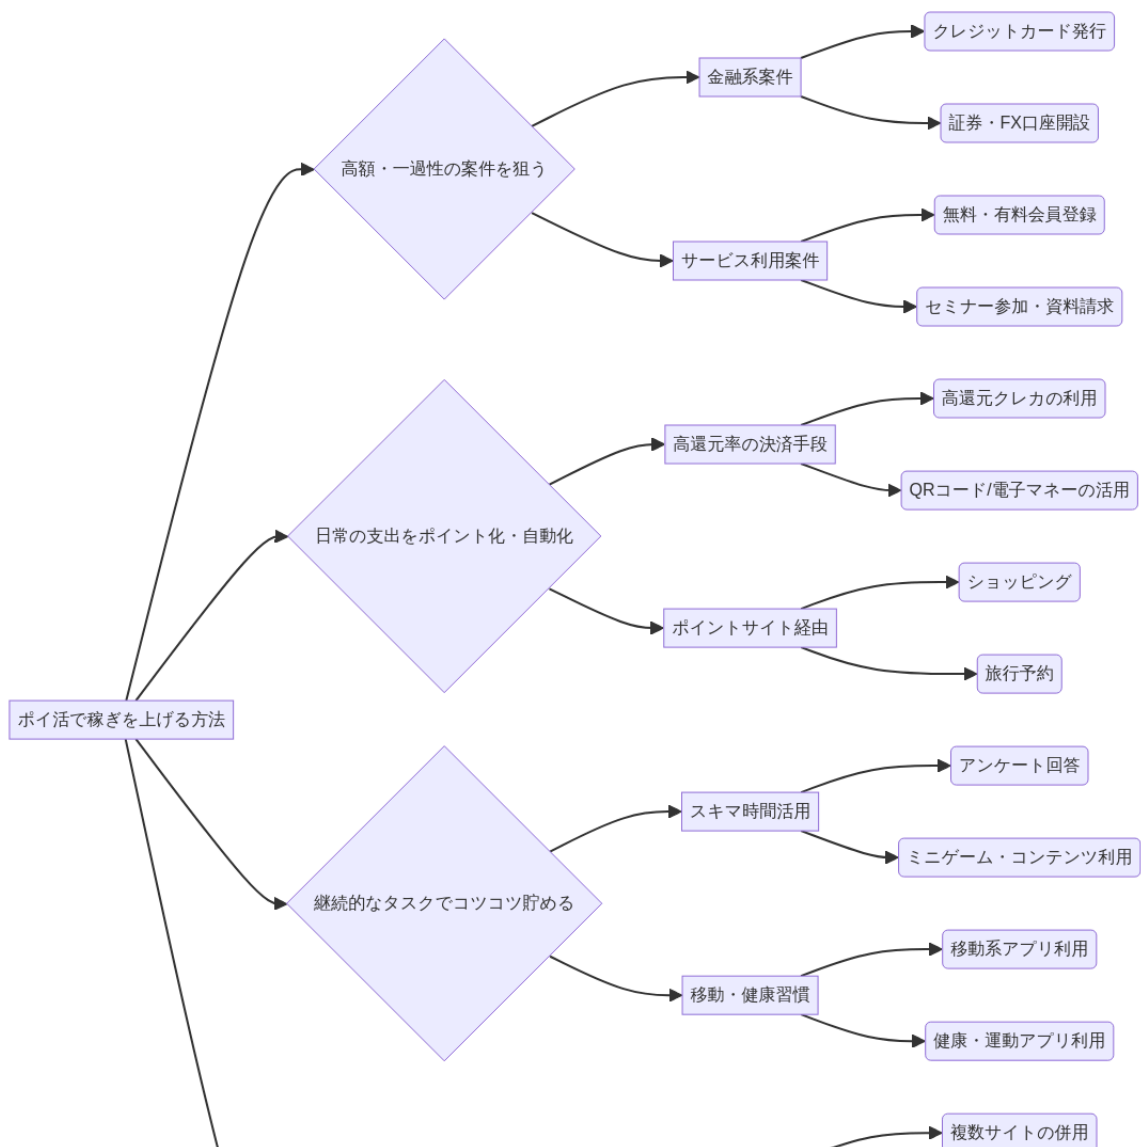 クレジットカード発行
金融系案件
証券・FX口座開設
高額・一過性の案件を狙う
無料・有料会員登録
サービス利用案件
セミナー参加・資料請求
高還元クレカの利用
高還元率の決済手段
QRコード/電子マネーの活用
日常の支出をポイント化・自動化
ショッピング
ポイントサイト経由
旅行予約
ポイ活で稼ぎを上げる方法
アンケート回答
スキマ時間活用
ミニゲーム・コンテンツ利用
継続的なタスクでコツコツ貯める
移動系アプリ利用
移動・健康習慣
健康・運動アプリ利用
複数サイトの併用